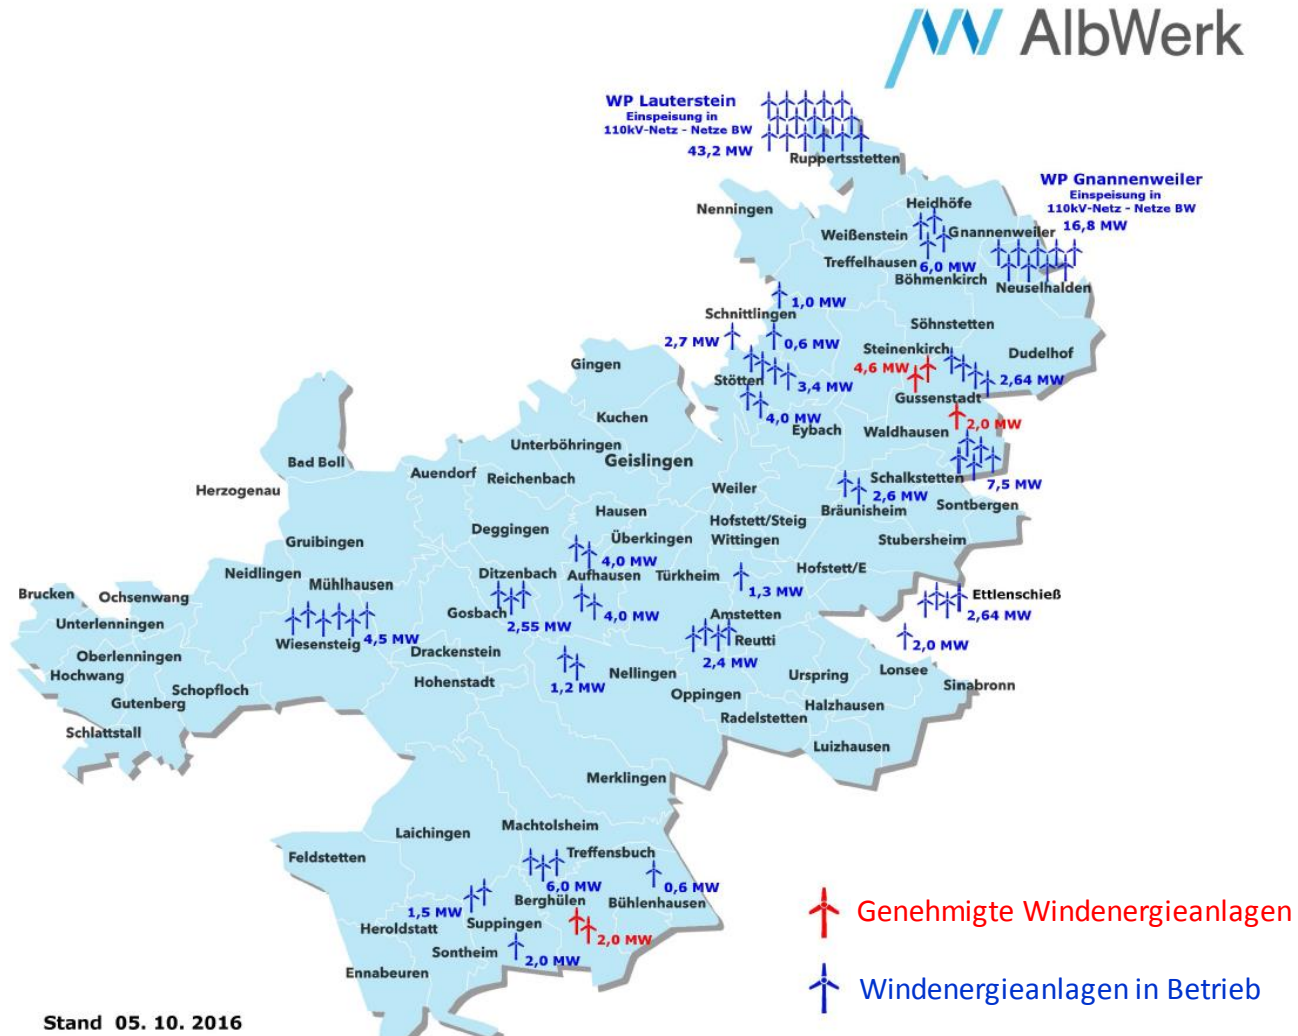 AlbWerk
WP Lauterstein
Einspeisung in
110kV-Netz - Netze BW
43,2 MW
Ruppertsstetten
WP Gnannenweiler
Einspeisung in
110kV-Netz - Netze BW
16,8 MW
Nenningen
Heidhöfe
Weißenstein
Gnannenweiler
Treffelhausen
6,0 MW
Böhmenkirch
Neuselhalden
1,0 MW
Schnittlingen
Söhnstetten
2,7 MW
0,6 MW
Steinenkirch
Dudelhof
Gingen
4,6 MW
Stötten
3,4 MW
2,64 MW
Gussenstadt
Kuchen
4,0 MW
2,0 MW
Eybach
Waldhausen
Unterböhringen
Geislingen
Bad Boll
Auendorf
Reichenbach
Herzogenau
Weiler
Schalkstetten
7,5 MW
2,6 MW
Hausen
Bräunisheim
Sontbergen
Deggingen
Hofstett/Steig
Überkingen
Wittingen
Stubersheim
Gruibingen
4,0 MW
Neidlingen
Mühlhausen
Ditzenbach
Aufhausen
Türkheim
Hofstett/E
1,3 MW
Brucken
Ochsenwang
Ettlenschieß
Gosbach
4,0 MW
Amstetten
2,64 MW
Unterlenningen
2,55 MW
Wiesensteig
4,5 MW
Reutti
2,0 MW
Oberlenningen
Drackenstein
2,4 MW
Hochwang
Hohenstadt
1,2 MW
Nellingen
Urspring
Lonsee
Sinabronn
Schopfloch
Gutenberg
Oppingen
Halzhausen
Radelstetten
Schlattstall
Luizhausen
Merklingen
Laichingen
Machtolsheim
Feldstetten
Treffensbuch
6,0 MW
0,6 MW
Berghülen
Bühlenhausen
1,5 MW
Suppingen
Heroldstatt
2,0 MW
Sontheim
2,0 MW
Ennabeuren
Genehmigte Windenergieanlagen
Windenergieanlagen in Betrieb
Stand 05. 10. 2016